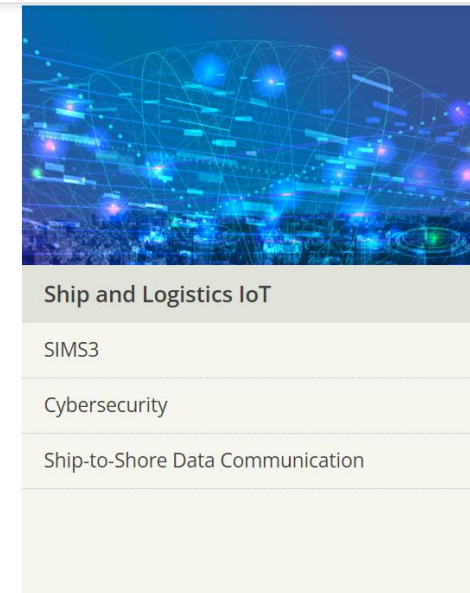 Ship and Logistics IoT
SIMS3
Cybersecurity
Ship-to-Shore Data Communication